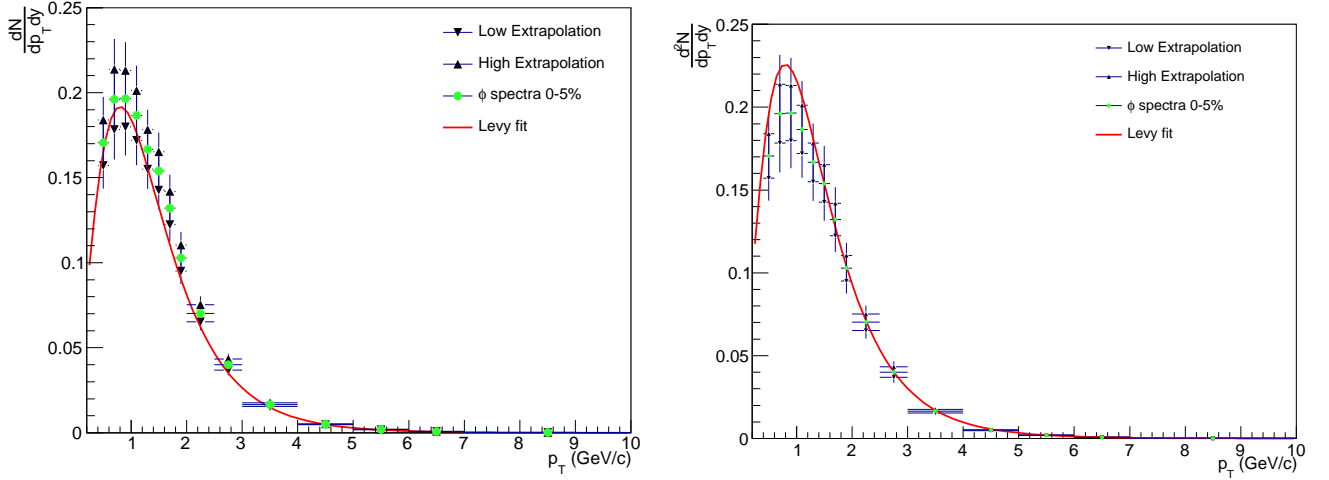 dN
dp_T dy
0.25
0.2
0.15
0.1
0.05
0
1 2 3 4 5 6 7 8 9 10
p_T (GeV/c)
Low Extrapolation
High Extrapolation
ϕ spectra 0-5%
Levy fit
d²N
dp_T dy
0.25
0.2
0.15
0.1
0.05
0
1 2 3 4 5 6 7 8 9 10
p_T (GeV/c)
Low Extrapolation
High Extrapolation
ϕ spectra 0-5%
Levy fit